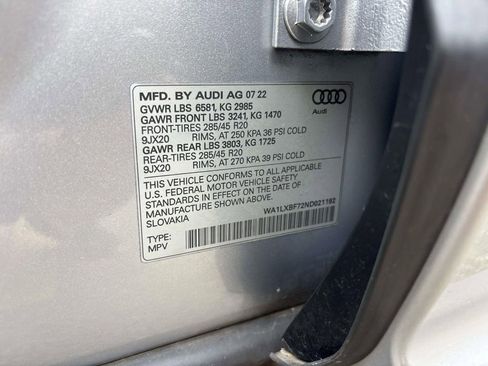 MFD. BY AUDI AG 07 22
GVWR LBS 6581, KG 2985
GAWR FRONT LBS 3241, KG 1470
FRONT-TIRES 285/45 R20
9JX20 RIMS, AT 250 KPA 36 PSI COLD
GAWR REAR LBS 3803, KG 1725
REAR-TIRES 285/45 R20
9JX20 RIMS, AT 270 KPA 39 PSI COLD
THIS VEHICLE CONFORMS TO ALL APPLICABLE
U.S. FEDERAL MOTOR VEHICLE SAFETY
STANDARDS IN EFFECT ON THE DATE OF
MANUFACTURE SHOWN ABOVE.
SLOVAKIA
Audi
WA1LXBF72ND021192
TYPE:
MPV